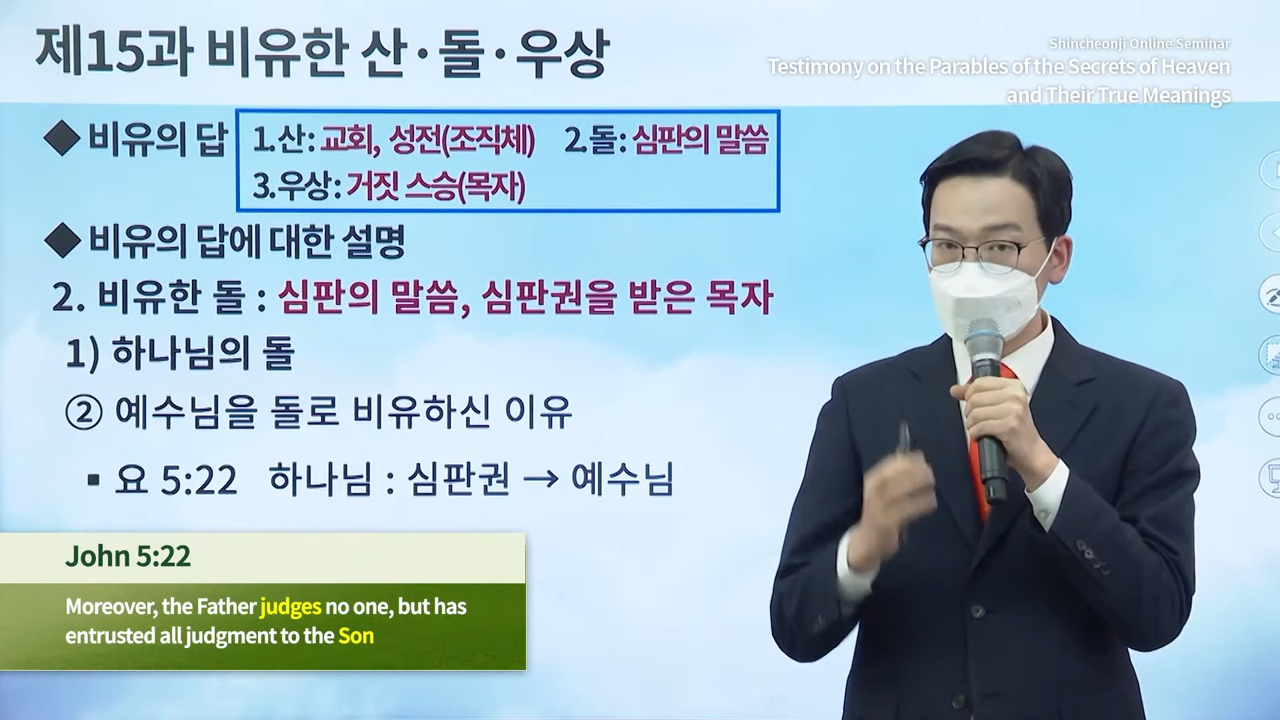 제15과 비유한 산·돌·우상
Shincheonji Online Seminar
Testimony on the Parables of the Secrets of Heaven
and Their True Meanings
◆ 비유의 답
1.산: 교회, 성전(조직체) 2.돌: 심판의 말씀
3.우상: 거짓 스승(목자)
◆ 비유의 답에 대한 설명
2. 비유한 돌 : 심판의 말씀, 심판권을 받은 목자
1) 하나님의 돌
② 예수님을 돌로 비유하신 이유
▪ 요 5:22 하나님 : 심판권 → 예수님
John 5:22
Moreover, the Father judges no one, but has
entrusted all judgment to the Son